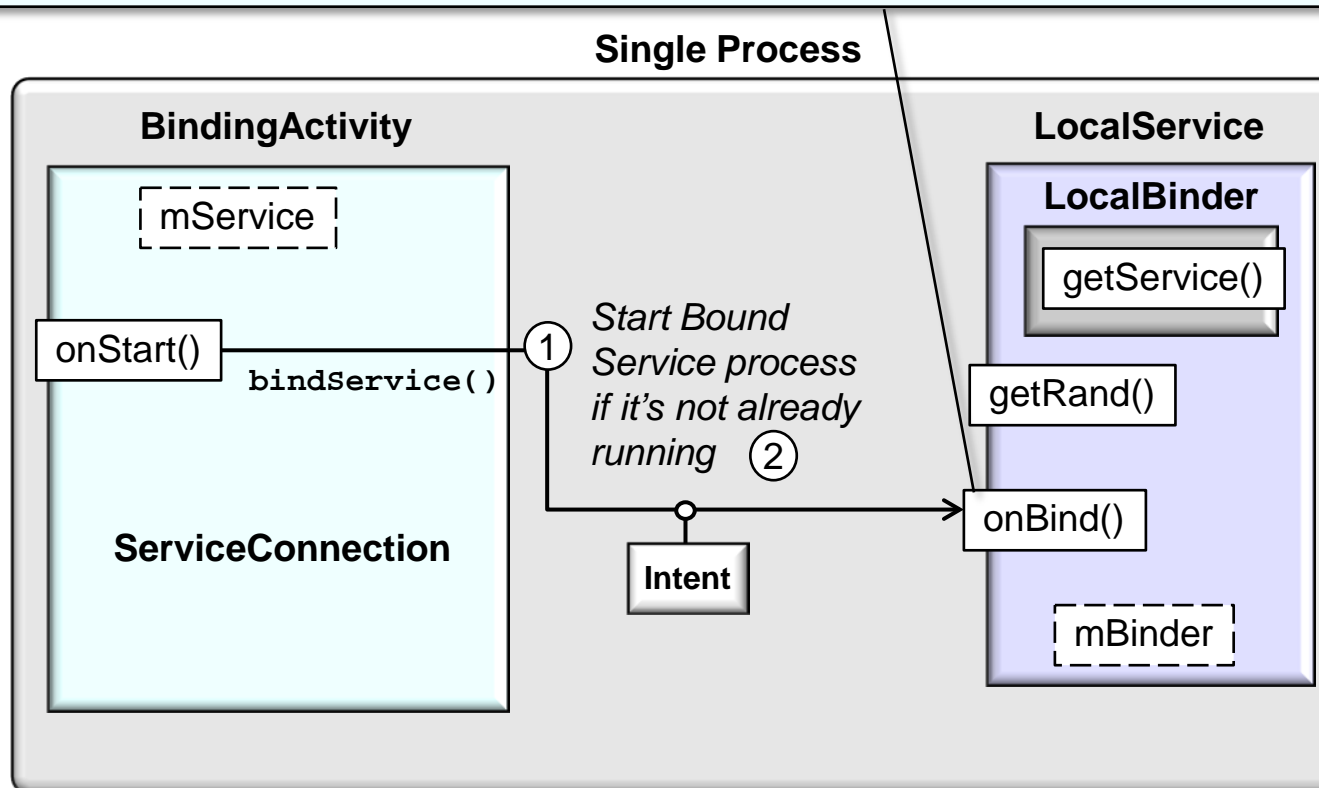 Single Process
BindingActivity
mService
onStart()
bindService()
ServiceConnection
1
Start Bound
Service process
if it's not already
running 2
Intent
LocalService
LocalBinder
getService()
getRand()
onBind()
mBinder